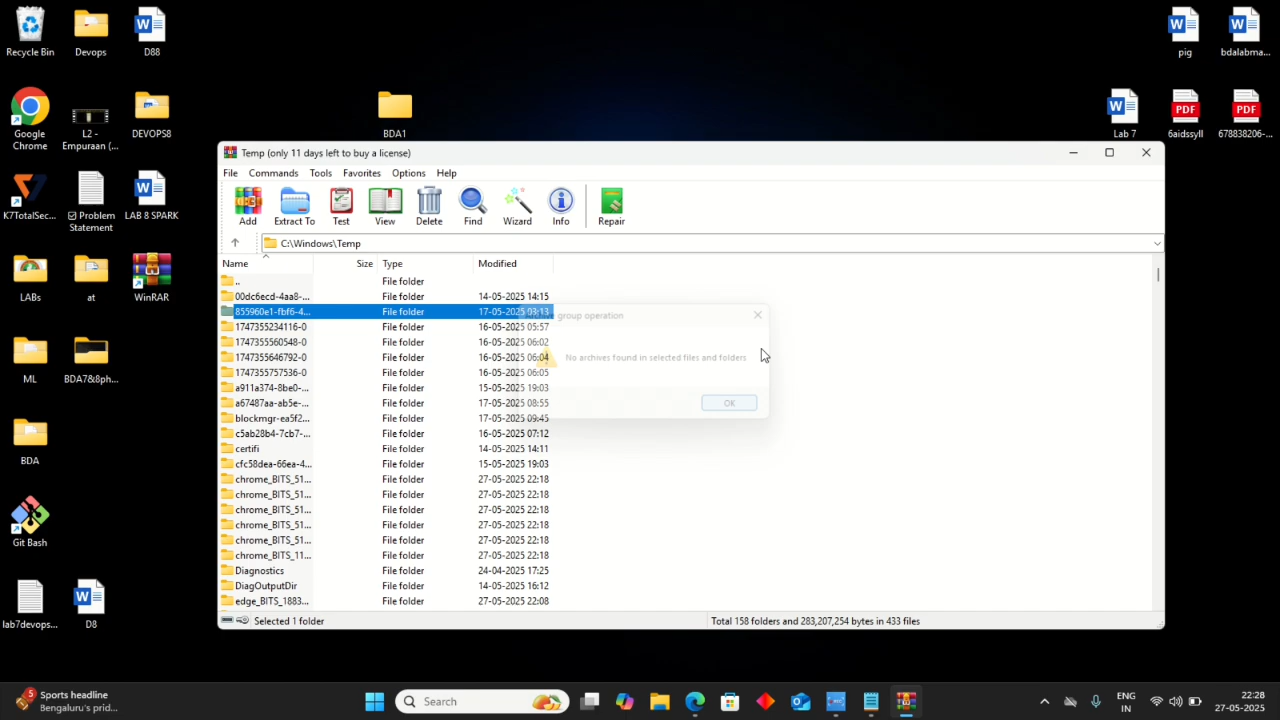 Recycle Bin
Devops
D88
pig
bdalabma...
Google
Chrome
L2 -
Empuraan (...
DEVOPS8
BDA1
Lab 7
6aidssyll
678838206-...
K7TotalSec...
☑ Problem
Statement
LAB 8 SPARK
LABs
at
WinRAR
ML
BDA7&8ph...
BDA
Git Bash
lab7devops...
D8
Temp (only 11 days left to buy a license)
File Commands Tools Favorites Options Help
Add Extract To Test View Delete Find Wizard Info Repair
C:\Windows\Temp
Name Size Type Modified
.. File folder
00dc6ecd-4aa8-... File folder 14-05-2025 14:15
855960e1-fbf6-4... File folder 17-05-2025 03:13
group operation
1747355234116-0 File folder 16-05-2025 05:57
1747355560548-0 File folder 16-05-2025 06:02
1747355646792-0 File folder 16-05-2025 06:04
No archives found in selected files and folders
1747355757536-0 File folder 16-05-2025 06:05
a911a374-8be0-... File folder 15-05-2025 19:03
a67487aa-ab5e-... File folder 17-05-2025 08:55
OK
blockmgr-ea5f2... File folder 17-05-2025 09:45
c5ab28b4-7cb7-... File folder 16-05-2025 07:12
certifi File folder 14-05-2025 14:11
cfc58dea-66ea-4... File folder 15-05-2025 19:03
chrome_BITS_51... File folder 27-05-2025 22:18
chrome_BITS_51... File folder 27-05-2025 22:18
chrome_BITS_51... File folder 27-05-2025 22:18
chrome_BITS_51... File folder 27-05-2025 22:18
chrome_BITS_51... File folder 27-05-2025 22:18
chrome_BITS_11... File folder 27-05-2025 22:18
Diagnostics File folder 24-04-2025 17:25
DiagOutputDir File folder 14-05-2025 16:12
edge_BITS_1883... File folder 27-05-2025 22:08
Selected 1 folder
Total 158 folders and 283,207,254 bytes in 433 files
5
Sports headline
Bengaluru's prid...
Search
ENG
IN
22:28
27-05-2025